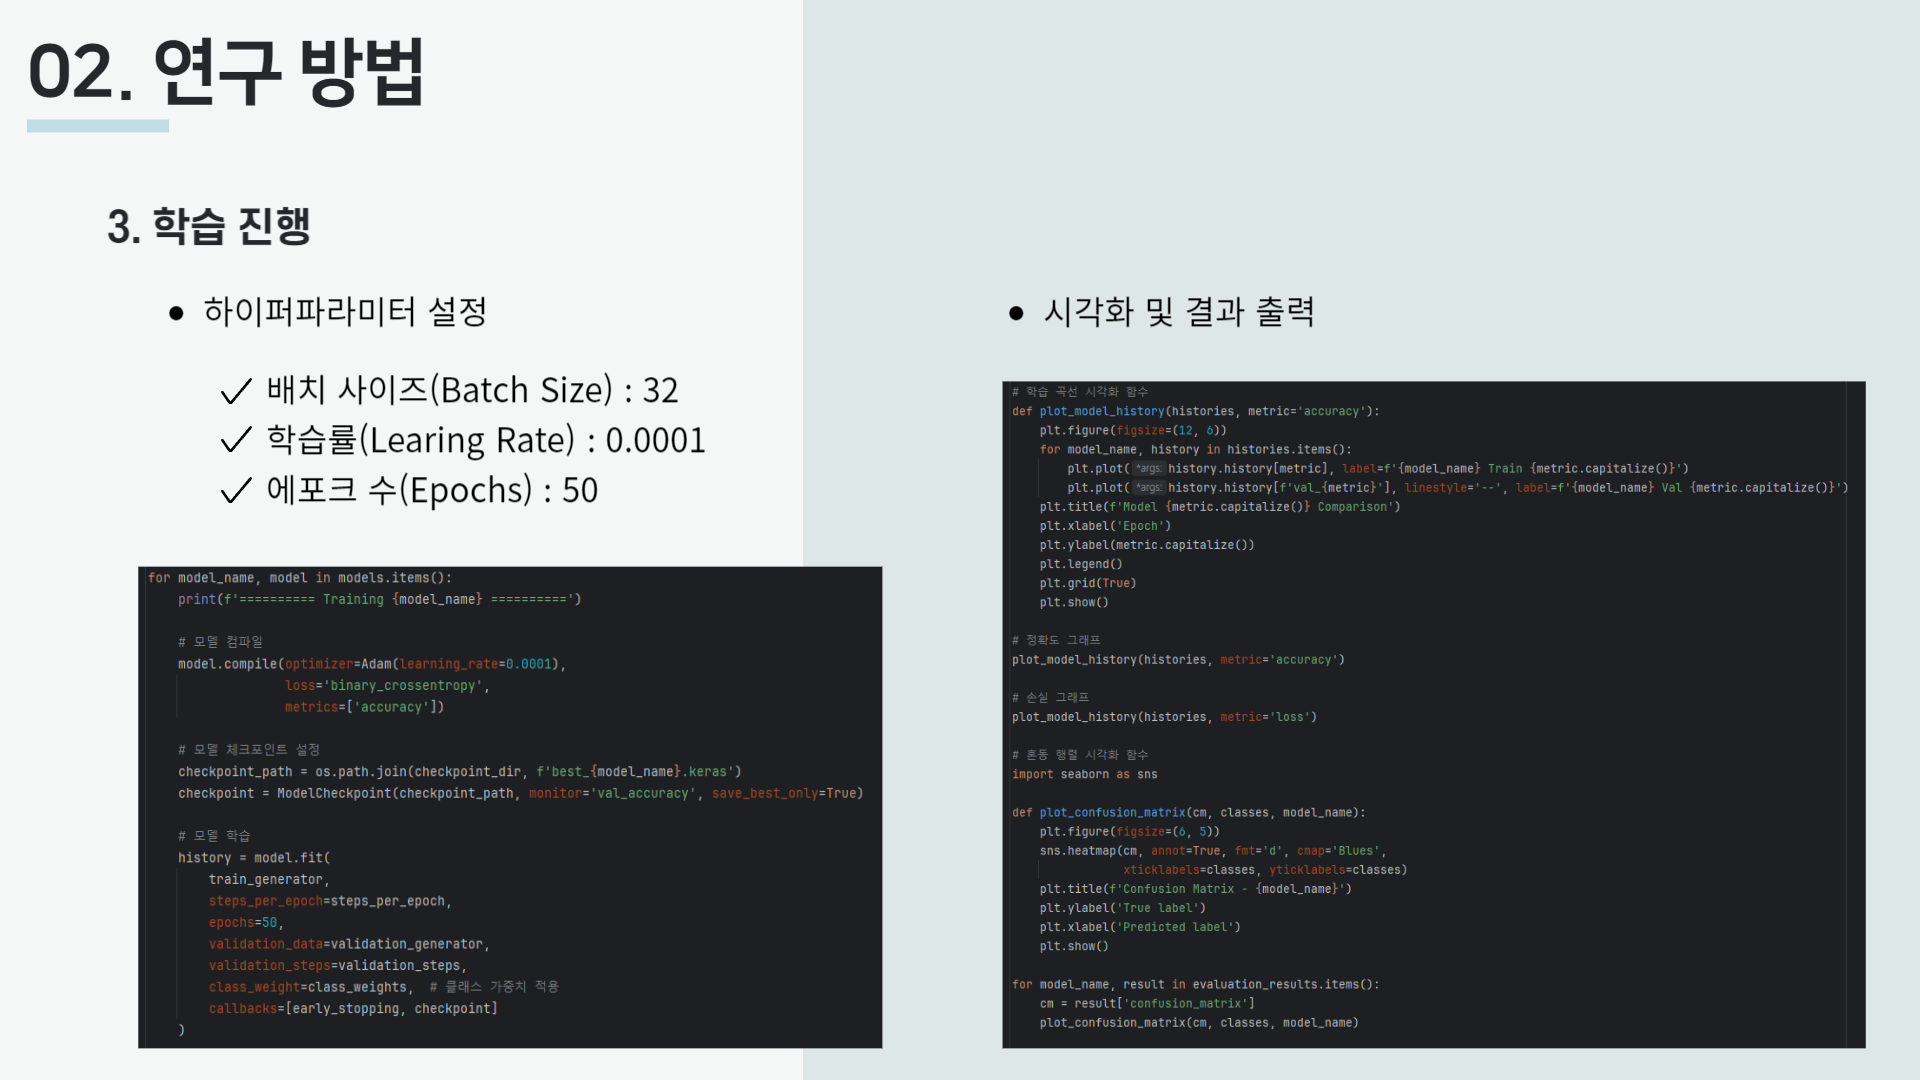 02. 연구 방법
3. 학습 진행
● 하이퍼파라미터 설정
✓ 배치 사이즈(Batch Size) : 32
✓ 학습률(Learing Rate) : 0.0001
✓ 에포크 수(Epochs) : 50
for model_name, model in models.items():
    print(f'========== Training {model_name} ==========')
    # 모델 컴파일
    model.compile(optimizer=Adam(learning_rate=0.0001),
                  loss='binary_crossentropy',
                  metrics=['accuracy'])
    # 모델 체크포인트 설정
    checkpoint_path = os.path.join(checkpoint_dir, f'best_{model_name}.keras')
    checkpoint = ModelCheckpoint(checkpoint_path, monitor='val_accuracy', save_best_only=True)
    # 모델 학습
    history = model.fit(
        train_generator,
        steps_per_epoch=steps_per_epoch,
        epochs=50,
        validation_data=validation_generator,
        validation_steps=validation_steps,
        class_weight=class_weights,  # 클래스 가중치 적용
        callbacks=[early_stopping, checkpoint]
    )
● 시각화 및 결과 출력
# 학습 곡선 시각화 함수
def plot_model_history(histories, metric='accuracy'):
    plt.figure(figsize=(12, 6))
    for model_name, history in histories.items():
        plt.plot( *args: history.history[metric], label=f'{model_name} Train {metric.capitalize()}')
        plt.plot( *args: history.history[f'val_{metric}'], linestyle='--', label=f'{model_name} Val {metric.capitalize()}')
    plt.title(f'Model {metric.capitalize()} Comparison')
    plt.xlabel('Epoch')
    plt.ylabel(metric.capitalize())
    plt.legend()
    plt.grid(True)
    plt.show()
# 정확도 그래프
plot_model_history(histories, metric='accuracy')
# 손실 그래프
plot_model_history(histories, metric='loss')
# 혼동 행렬 시각화 함수
import seaborn as sns
def plot_confusion_matrix(cm, classes, model_name):
    plt.figure(figsize=(6, 5))
    sns.heatmap(cm, annot=True, fmt='d', cmap='Blues',
                xticklabels=classes, yticklabels=classes)
    plt.title(f'Confusion Matrix - {model_name}')
    plt.ylabel('True label')
    plt.xlabel('Predicted label')
    plt.show()
for model_name, result in evaluation_results.items():
    cm = result['confusion_matrix']
    plot_confusion_matrix(cm, classes, model_name)